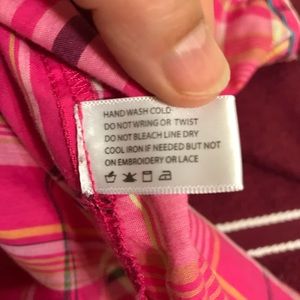 HAND WASH COLD
DO NOT WRING OR TWIST
DO NOT BLEACH LINE DRY
COOL IRON IF NEEDED BUT NOT
ON EMBROIDERY OR LACE